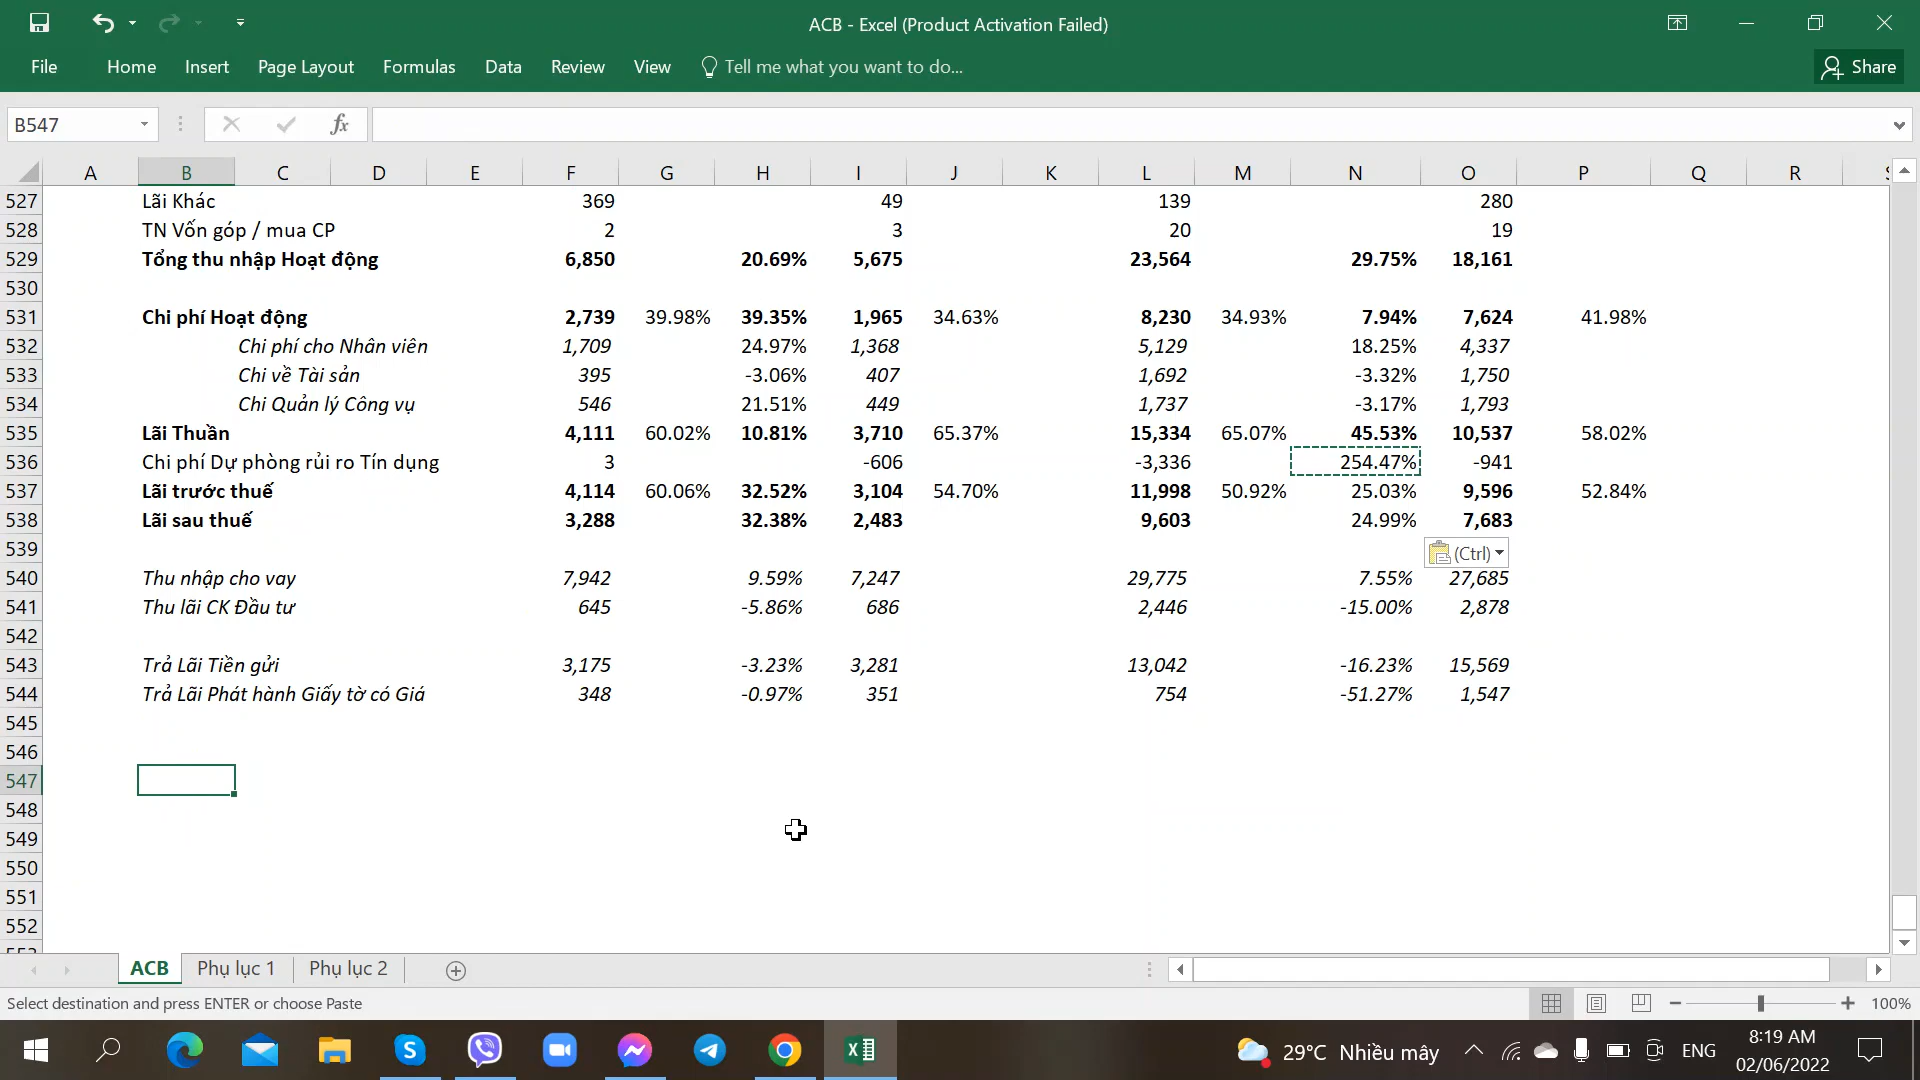 ACB - Excel (Product Activation Failed)
File Home Insert Page Layout Formulas Data Review View Tell me what you want to do... Share
B547 fx
A B C D E F G H I J K L M N O P Q R
527 Lãi Khác 369 49 139 280
528 TN Vốn góp / mua CP 2 3 20 19
529 Tổng thu nhập Hoạt động 6,850 20.69% 5,675 23,564 29.75% 18,161
530
531 Chi phí Hoạt động 2,739 39.98% 39.35% 1,965 34.63% 8,230 34.93% 7.94% 7,624 41.98%
532 Chi phí cho Nhân viên 1,709 24.97% 1,368 5,129 18.25% 4,337
533 Chi về Tài sản 395 -3.06% 407 1,692 -3.32% 1,750
534 Chi Quản lý Công vụ 546 21.51% 449 1,737 -3.17% 1,793
535 Lãi Thuần 4,111 60.02% 10.81% 3,710 65.37% 15,334 65.07% 45.53% 10,537 58.02%
536 Chi phí Dự phòng rủi ro Tín dụng 3 -606 -3,336 254.47% -941
537 Lãi trước thuế 4,114 60.06% 32.52% 3,104 54.70% 11,998 50.92% 25.03% 9,596 52.84%
538 Lãi sau thuế 3,288 32.38% 2,483 9,603 24.99% 7,683
539 (Ctrl)
540 Thu nhập cho vay 7,942 9.59% 7,247 29,775 7.55% 27,685
541 Thu lãi CK Đầu tư 645 -5.86% 686 2,446 -15.00% 2,878
542
543 Trả Lãi Tiền gửi 3,175 -3.23% 3,281 13,042 -16.23% 15,569
544 Trả Lãi Phát hành Giấy tờ có Giá 348 -0.97% 351 754 -51.27% 1,547
545
546
547
548
549
550
551
552
ACB Phụ lục 1 Phụ lục 2
Select destination and press ENTER or choose Paste 100%
29°C Nhiều mây ENG 8:19 AM
02/06/2022